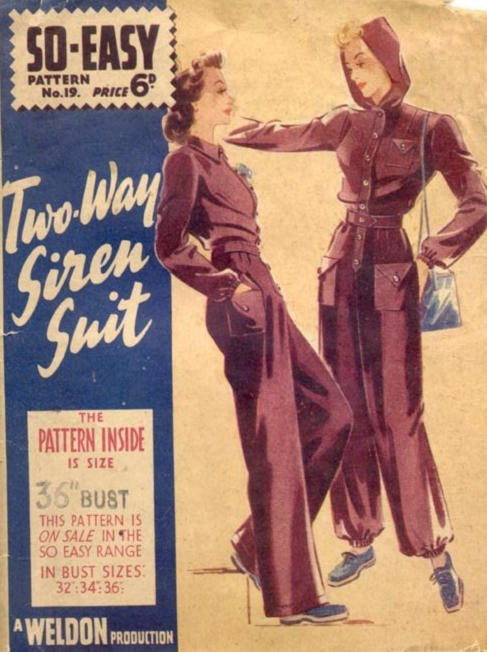 SO-EASY
PATTERN
No.19. PRICE 6D.
Two-Way
Siren
Suit
THE
PATTERN INSIDE
IS SIZE
36" BUST
THIS PATTERN IS
ON SALE IN THE
SO EASY RANGE
IN BUST SIZES:
32":34":36":
A WELDON PRODUCTION